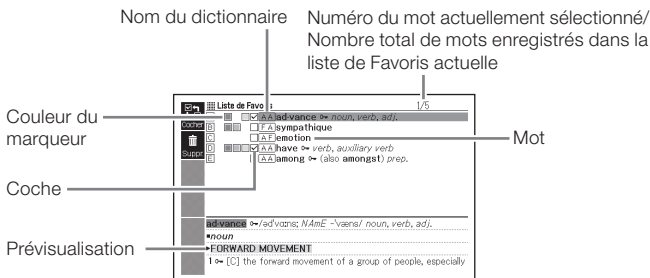 Nom du dictionnaire
Numéro du mot actuellement sélectionné/
Nombre total de mots enregistrés dans la
liste de Favoris actuelle
Liste de Favoris 1/5
Couleur du
marqueur
Cocher
Suppr
AA ad·vance noun, verb, adj.
B FA sympathique
C AF emotion
D AA have verb, auxiliary verb
E AA among (also amongst) prep.
Mot
Coche
ad·vance /ədˈvɑːns; NAmE -ˈvæns/ noun, verb, adj.
■noun
Prévisualisation
▶FORWARD MOVEMENT
1 [C] the forward movement of a group of people, especially